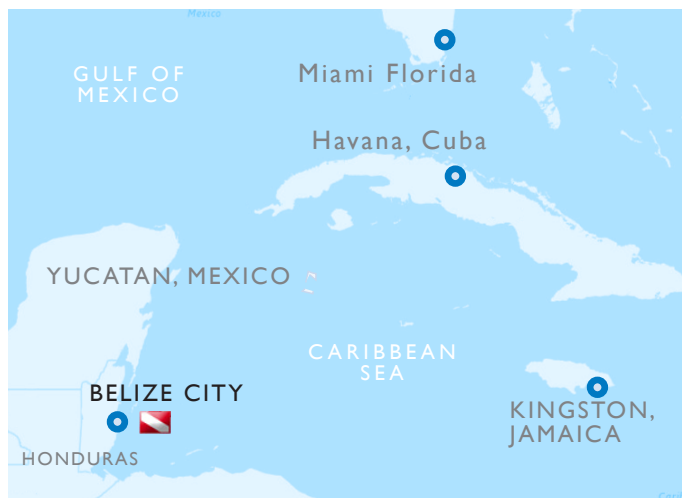 Mexico
GULF OF
MEXICO
Miami Florida
Havana, Cuba
YUCATAN, MEXICO
CARIBBEAN
SEA
BELIZE CITY
KINGSTON,
JAMAICA
HONDURAS